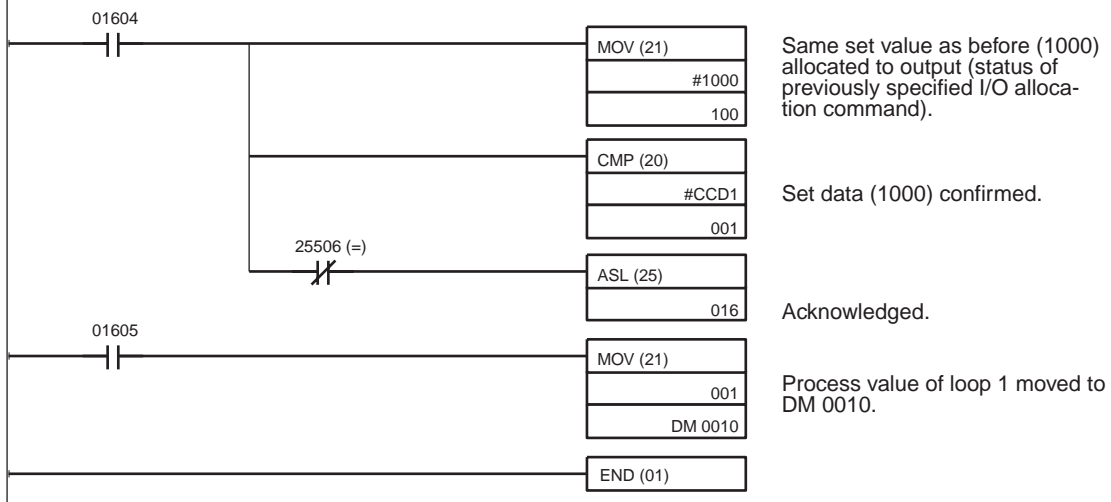 01604
MOV (21)
#1000
100
Same set value as before (1000)
allocated to output (status of
previously specified I/O alloca-
tion command).
CMP (20)
#CCD1
001
Set data (1000) confirmed.
25506 (=)
ASL (25)
016
Acknowledged.
01605
MOV (21)
001
DM 0010
Process value of loop 1 moved to
DM 0010.
END (01)